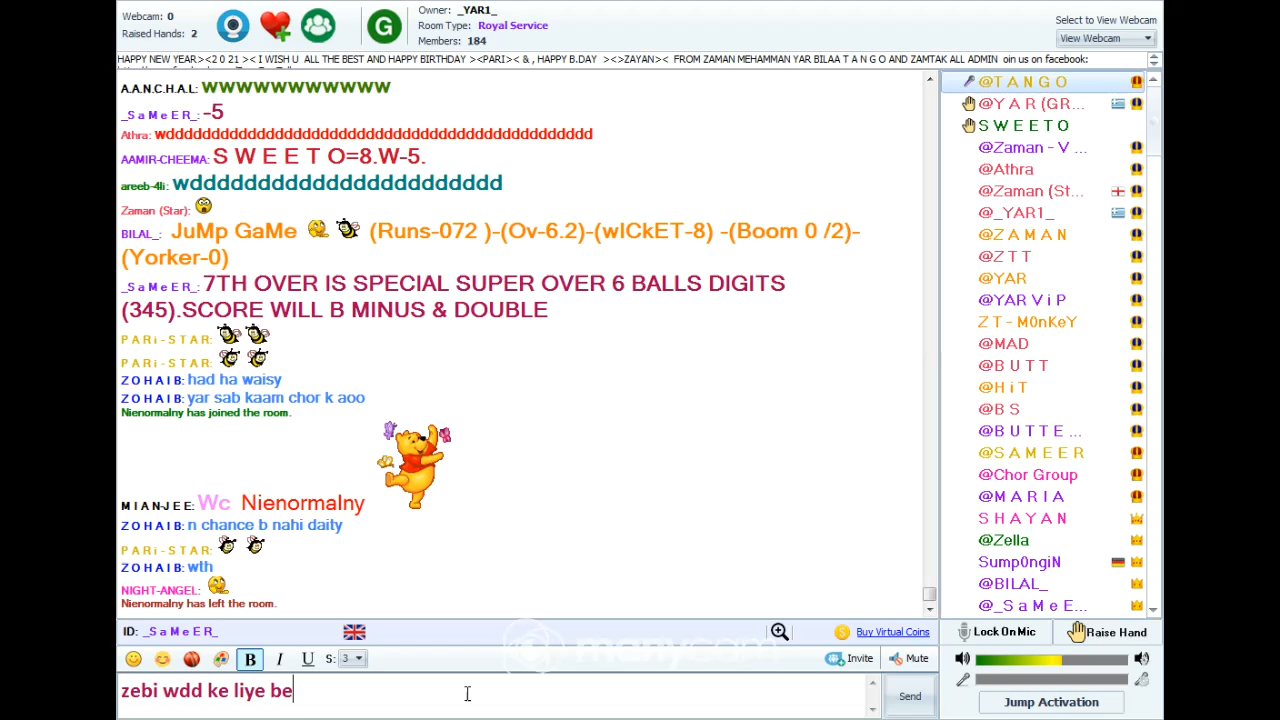 Webcam: 0
Raised Hands: 2
G
Owner: _YAR1_
Room Type: Royal Service
Members: 184
Select to View Webcam
View Webcam
HAPPY NEW YEAR><2 0 21 >< I WISH U ALL THE BEST AND HAPPY BIRTHDAY ><PARI>< & , HAPPY B.DAY ><>ZAYAN>< FROM ZAMAN MEHAMMAN YAR BILAA T A N G O AND ZAMTAK ALL ADMIN oin us on facebook:
A.A.N.C.H.A.L: wwwwwwwwwww
_S a M e E R_: -5
Athra: wdddddddddddddddddddddddddddddddddddddddddddddddd
AAMIR-CHEEMA: S W E E T O=8.W-5.
areeb-4li: wdddddddddddddddddddddddd
Zaman (Star):
BILAL_: JuMp GaMe (Runs-072 )-(Ov-6.2)-(wICkET-8) -(Boom 0 /2)-
(Yorker-0)
_S a M e E R_: 7TH OVER IS SPECIAL SUPER OVER 6 BALLS DIGITS
(345).SCORE WILL B MINUS & DOUBLE
P A R i - S T A R:
P A R i - S T A R:
Z O H A I B: had ha waisy
Z O H A I B: yar sab kaam chor k aoo
Nienormalny has joined the room.
M I A N-J E E: Wc Nienormalny
Z O H A I B: n chance b nahi daity
P A R i - S T A R:
Z O H A I B: wth
NIGHT-ANGEL:
Nienormalny has left the room.
@T A N G O
@Y A R (GR...
S W E E T O
@Zaman - V ...
@Athra
@Zaman (St...
@_YAR1_
@Z A M A N
@Z T T
@YAR
@YAR V i P
Z T - M0nKeY
@MAD
@B U T T
@H i T
@B S
@B U T T E ...
@S A M E E R
@Chor Group
@M A R I A
S H A Y A N
@Zella
Sump0ngiN
@BILAL_
@_S a M e E...
ID: _S a M e E R_
Buy Virtual Coins
manycam
Lock On Mic
Raise Hand
B I U S: 3
Invite
Mute
zebi wdd ke liye be
Send
Jump Activation